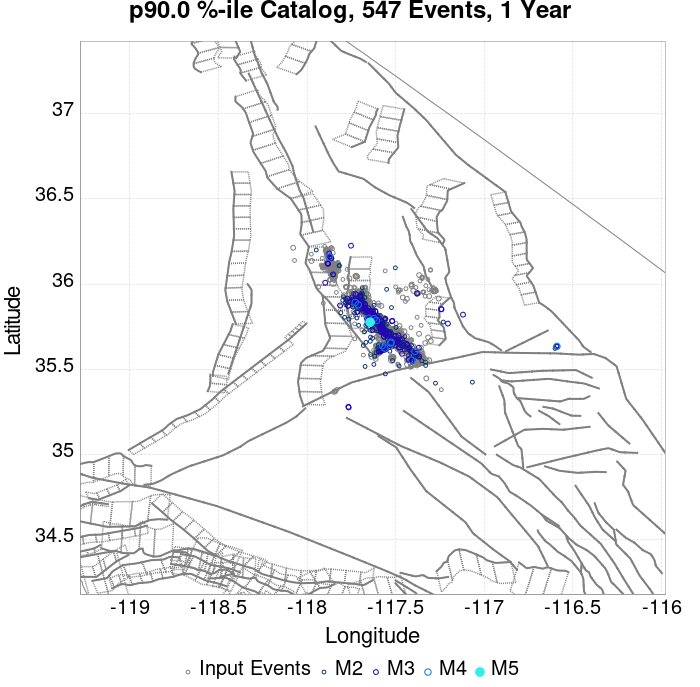 p90.0 %-ile Catalog, 547 Events, 1 Year
37
36.5
36
35.5
35
34.5
Latitude
-119 -118.5 -118 -117.5 -117 -116.5 -116
Longitude
Input Events M2 M3 M4 M5